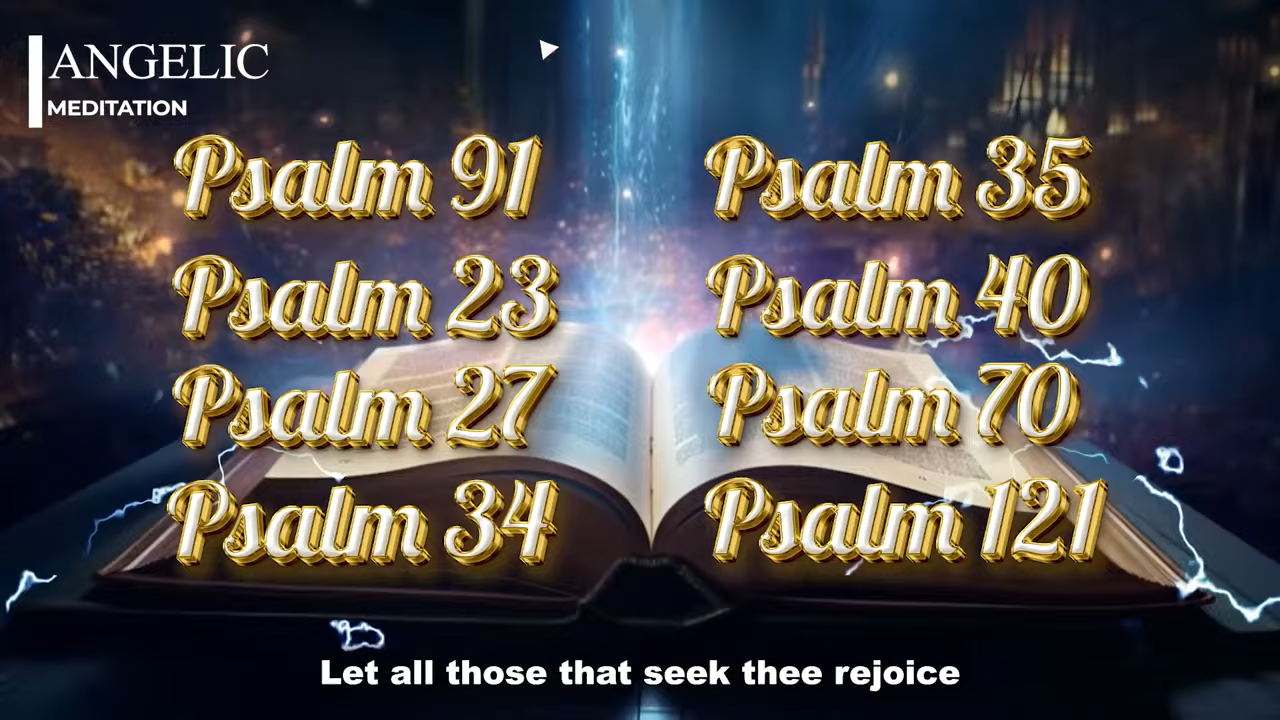 ANGELIC
MEDITATION
Psalm 91
Psalm 23
Psalm 27
Psalm 34
Psalm 35
Psalm 40
Psalm 70
Psalm 121
Let all those that seek thee rejoice